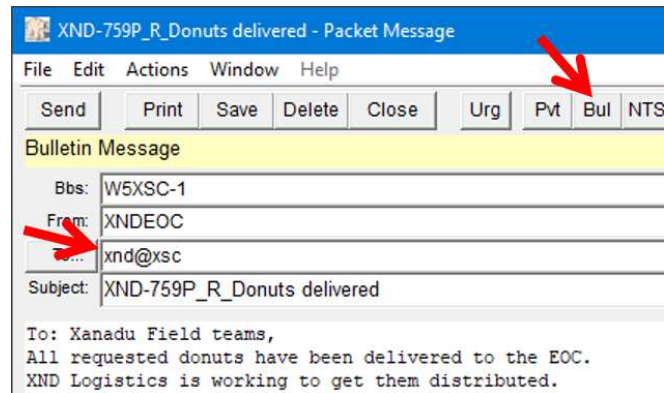 XND-759P_R_Donuts delivered - Packet Message
File Edit Actions Window Help
Send Print Save Delete Close Urg Pvt Bul NTS
Bulletin Message
Bbs: W5XSC-1
From: XNDEOC
xnd@xsc
Subject: XND-759P_R_Donuts delivered
To: Xanadu Field teams,
All requested donuts have been delivered to the EOC.
XND Logistics is working to get them distributed.